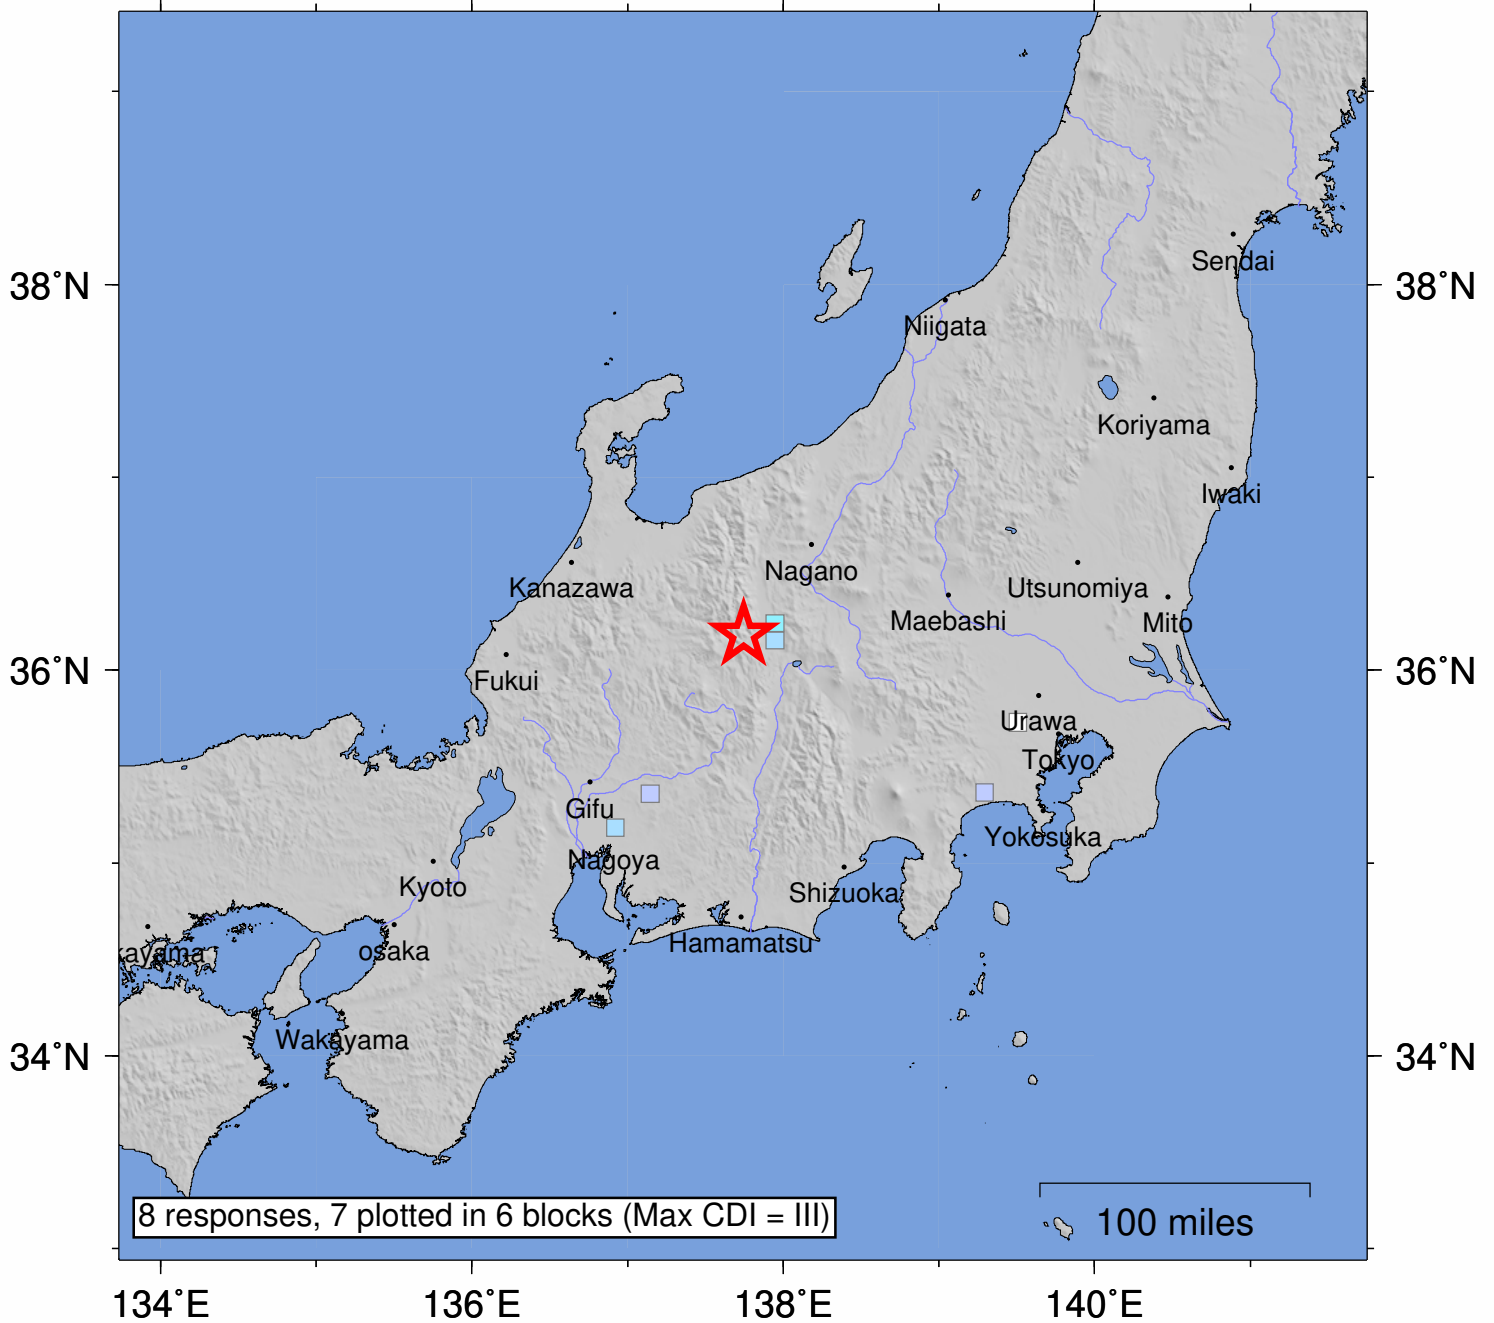 38°N
38°N
Sendai
Niigata
Koriyama
Iwaki
Nagano
Kanazawa
Utsunomiya
Maebashi
Mito
36°N
36°N
Fukui
Urawa
Tokyo
Gifu
Yokosuka
Nagoya
Kyoto
Shizuoka
Hamamatsu
osaka
kayama
Wakayama
34°N
34°N
8 responses, 7 plotted in 6 blocks (Max CDI = III)
100 miles
134°E
136°E
138°E
140°E